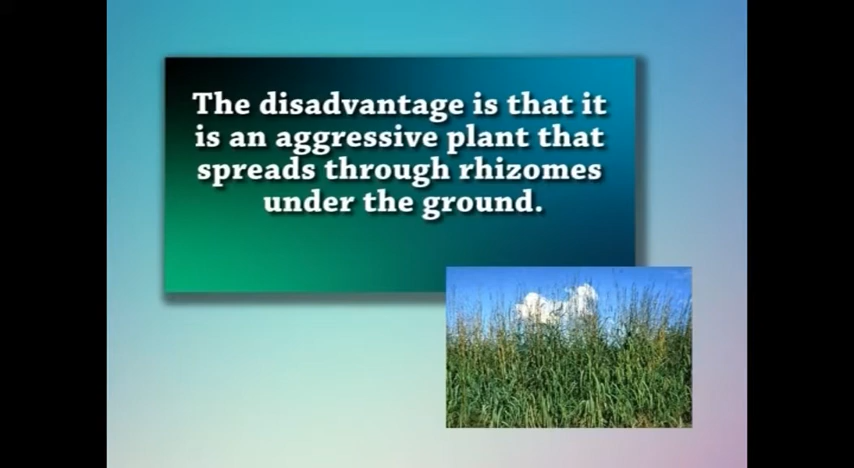 The disadvantage is that it
is an aggressive plant that
spreads through rhizomes
under the ground.